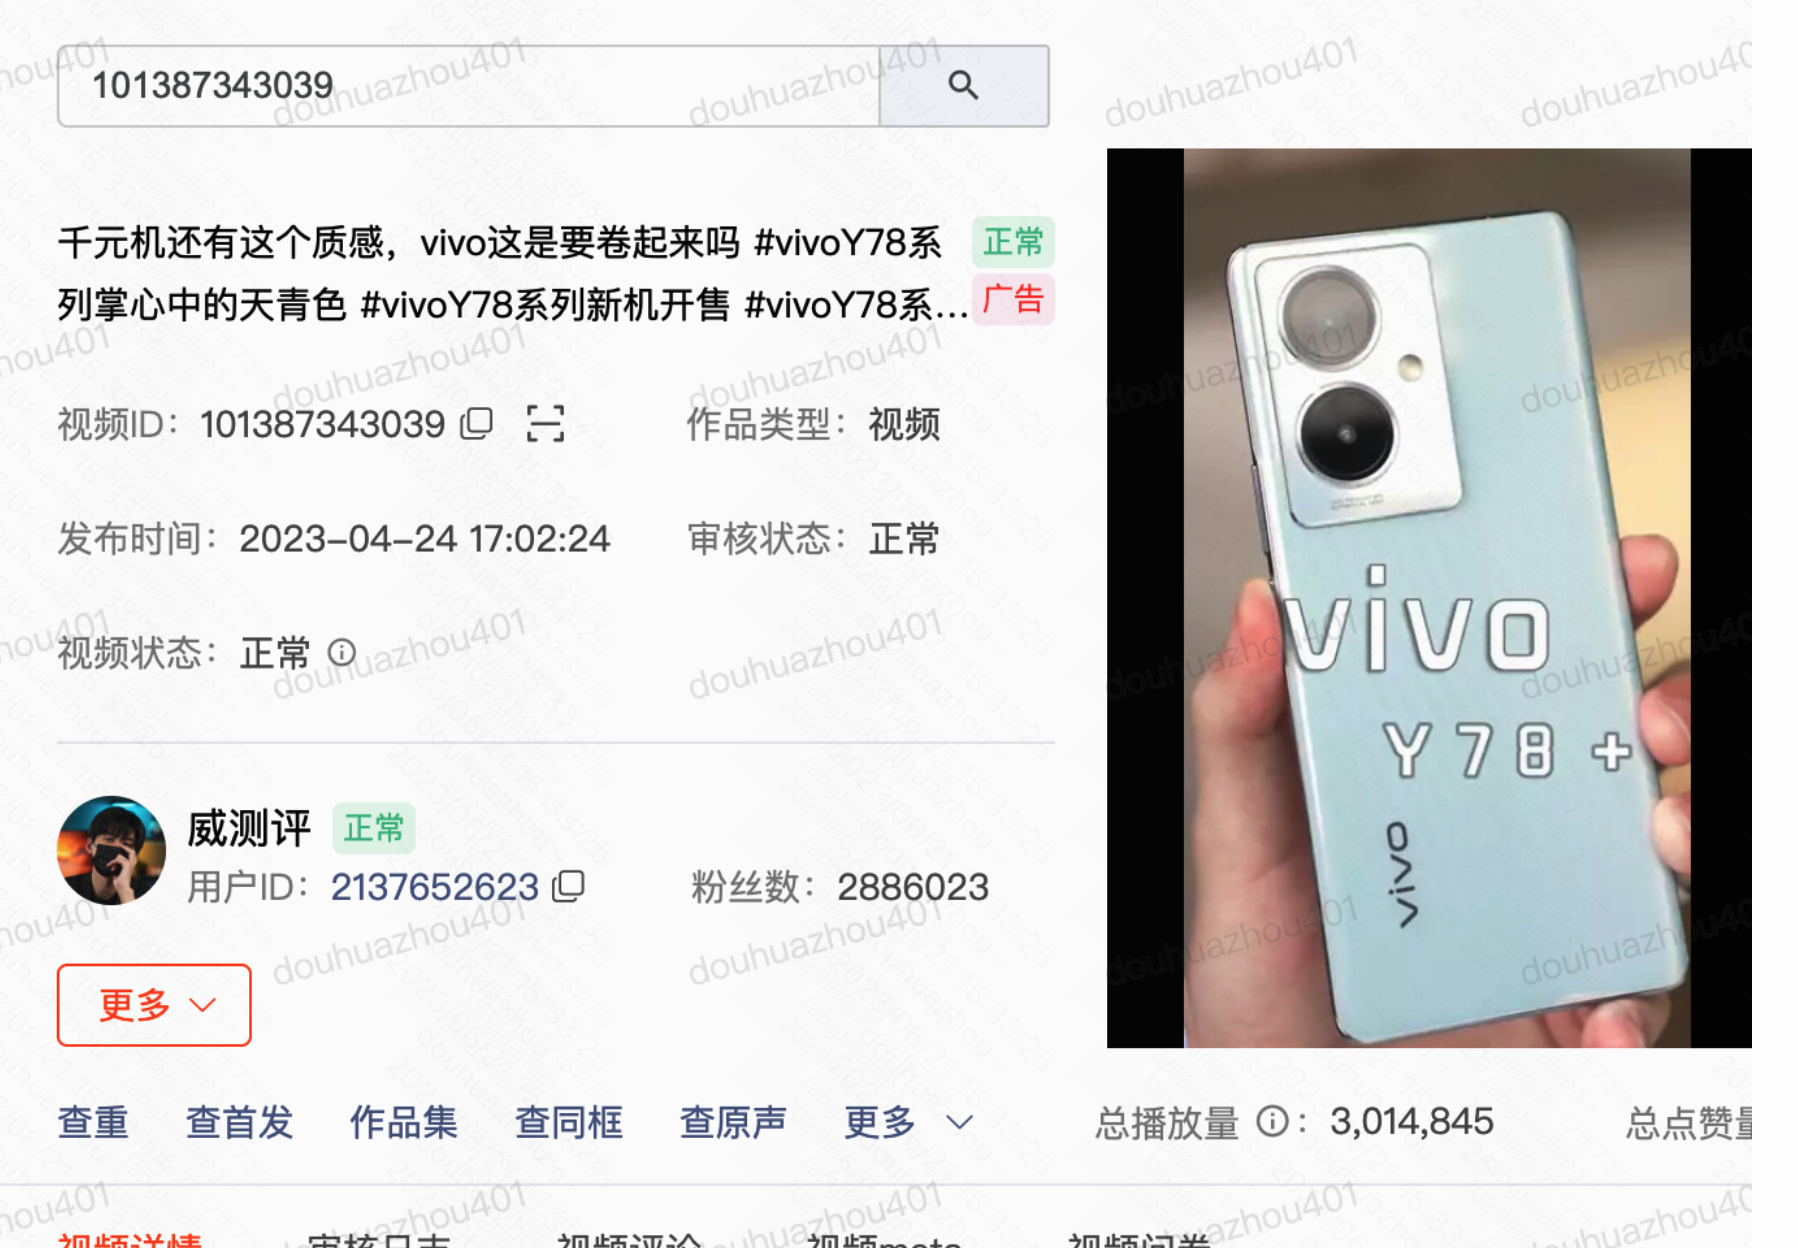 101387343039
千元机还有这个质感，vivo这是要卷起来吗 #vivoY78系 正常
列掌心中的天青色 #vivoY78系列新机开售 #vivoY78系... 广告
视频ID： 101387343039 作品类型： 视频
发布时间： 2023-04-24 17:02:24 审核状态： 正常
视频状态： 正常
威测评 正常
用户ID： 2137652623 粉丝数： 2886023
更多
查重 查首发 作品集 查同框 查原声 更多
vivo
Y78+
vivo
总播放量 ： 3,014,845 总点赞量
视频详情 审核日志 视频评论 视频meta 视频问卷
douhuazhou401